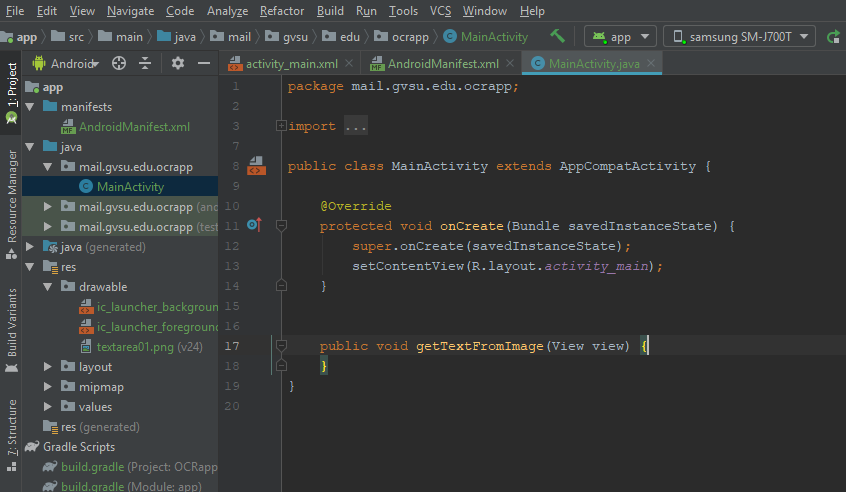 File Edit View Navigate Code Analyze Refactor Build Run Tools VCS Window Help
app src main java mail gvsu edu ocrapp MainActivity app samsung SM-J700T
1: Project
Resource Manager
Build Variants
7: Structure
Android
app
manifests
AndroidManifest.xml
java
mail.gvsu.edu.ocrapp
MainActivity
mail.gvsu.edu.ocrapp (and
mail.gvsu.edu.ocrapp (test
java (generated)
res
drawable
ic_launcher_background
ic_launcher_foreground
textarea01.png (v24)
layout
mipmap
values
res (generated)
Gradle Scripts
build.gradle (Project: OCRapp
build.gradle (Module: app)
activity_main.xml AndroidManifest.xml MainActivity.java
1 package mail.gvsu.edu.ocrapp;
2
3 import ...
8 public class MainActivity extends AppCompatActivity {
9
10 @Override
11 protected void onCreate(Bundle savedInstanceState) {
12 super.onCreate(savedInstanceState);
13 setContentView(R.layout.activity_main);
14 }
15
16
17 public void getTextFromImage(View view) {
18 }
19 }
20